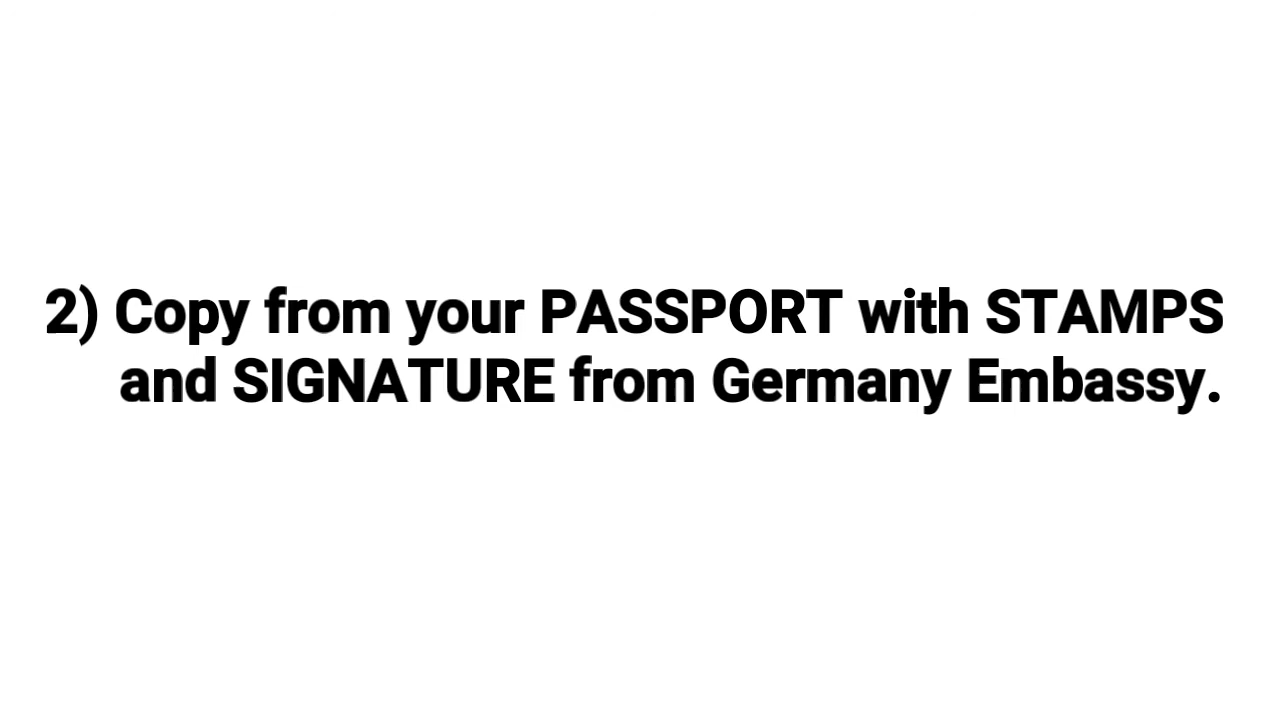 2) Copy from your PASSPORT with STAMPS
and SIGNATURE from Germany Embassy.